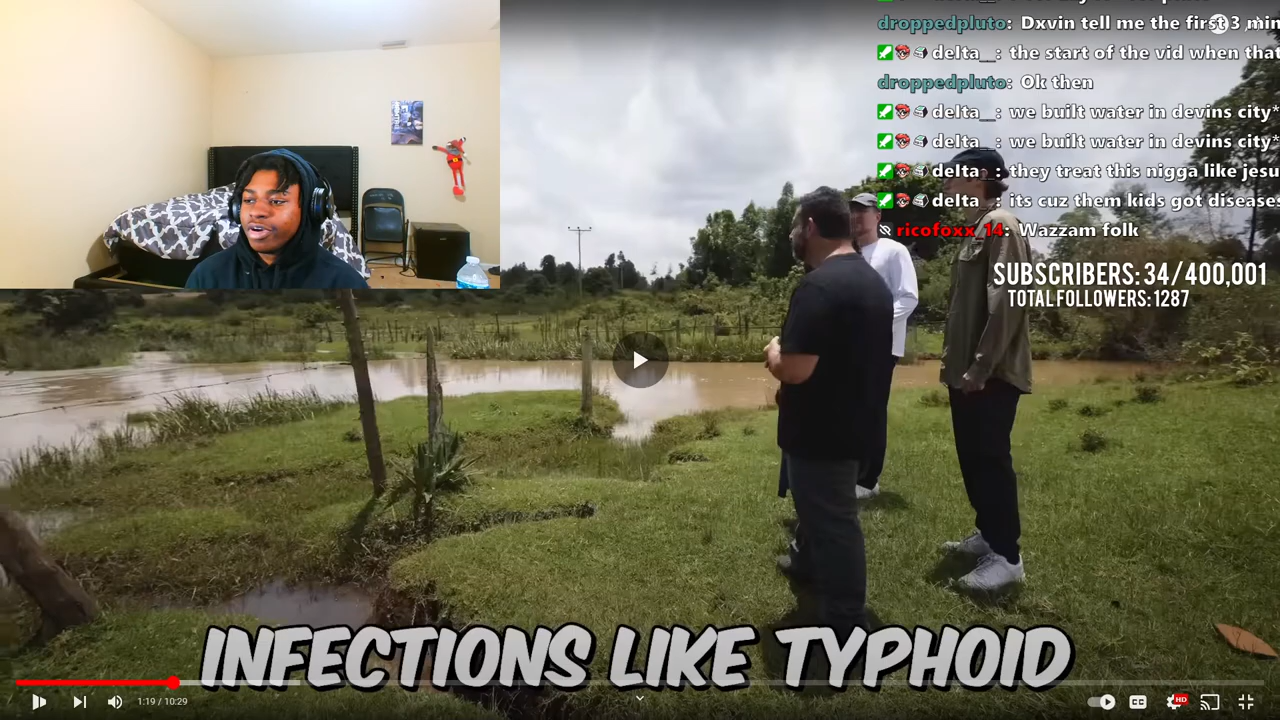 droppedpluto: Dxvin tell me the first 3 min
delta__: the start of the vid when that
droppedpluto: Ok then
delta__: we built water in devins city*
delta__: we built water in devins city*
delta__: they treat this nigga like jesu
delta__: its cuz them kids got diseases
ricofoxx_14: Wazzam folk
SUBSCRIBERS: 34/400,001
TOTAL FOLLOWERS: 1287
INFECTIONS LIKE TYPHOID
1:19 / 10:29
CC
HD